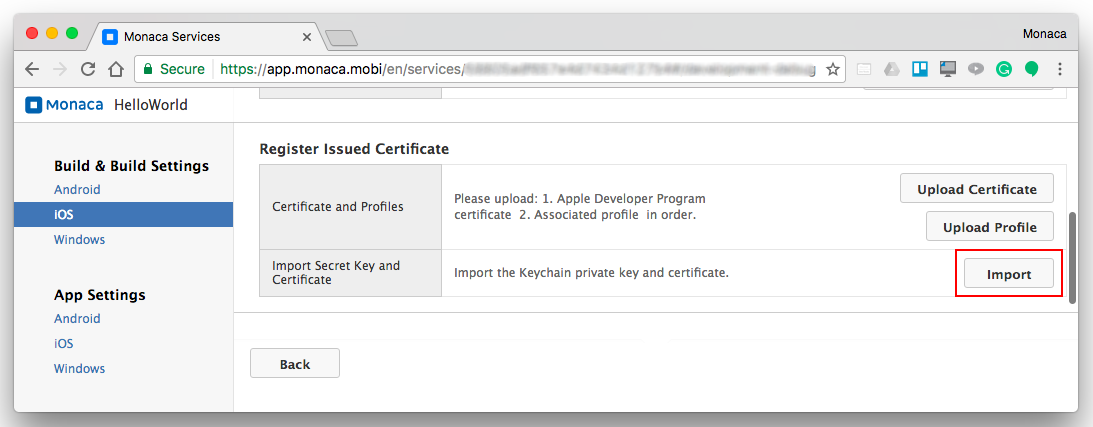 Monaca Services
Monaca
Secure https://app.monaca.mobi/en/services/
Monaca HelloWorld
Build & Build Settings
Android
iOS
Windows
App Settings
Android
iOS
Windows
Register Issued Certificate
Certificate and Profiles
Please upload: 1. Apple Developer Program
certificate 2. Associated profile in order.
Upload Certificate
Upload Profile
Import Secret Key and
Certificate
Import the Keychain private key and certificate.
Import
Back